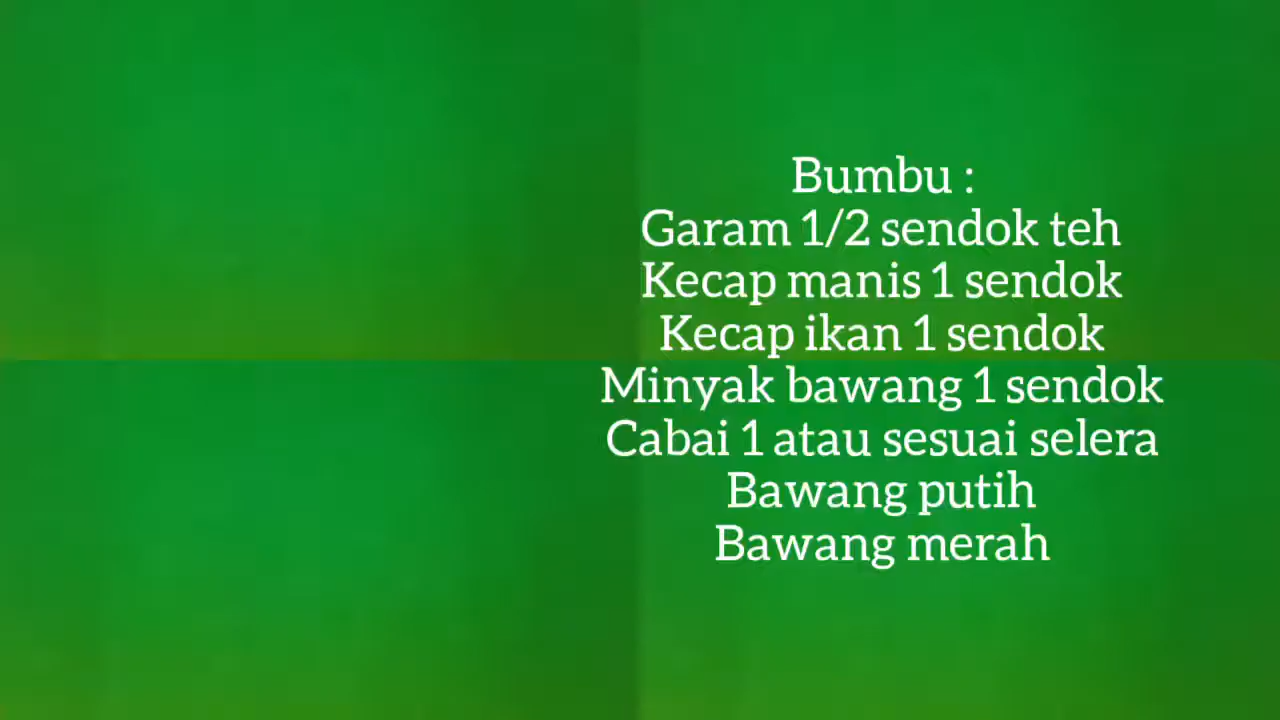 Bumbu :
Garam 1/2 sendok teh
Kecap manis 1 sendok
Kecap ikan 1 sendok
Minyak bawang 1 sendok
Cabai 1 atau sesuai selera
Bawang putih
Bawang merah